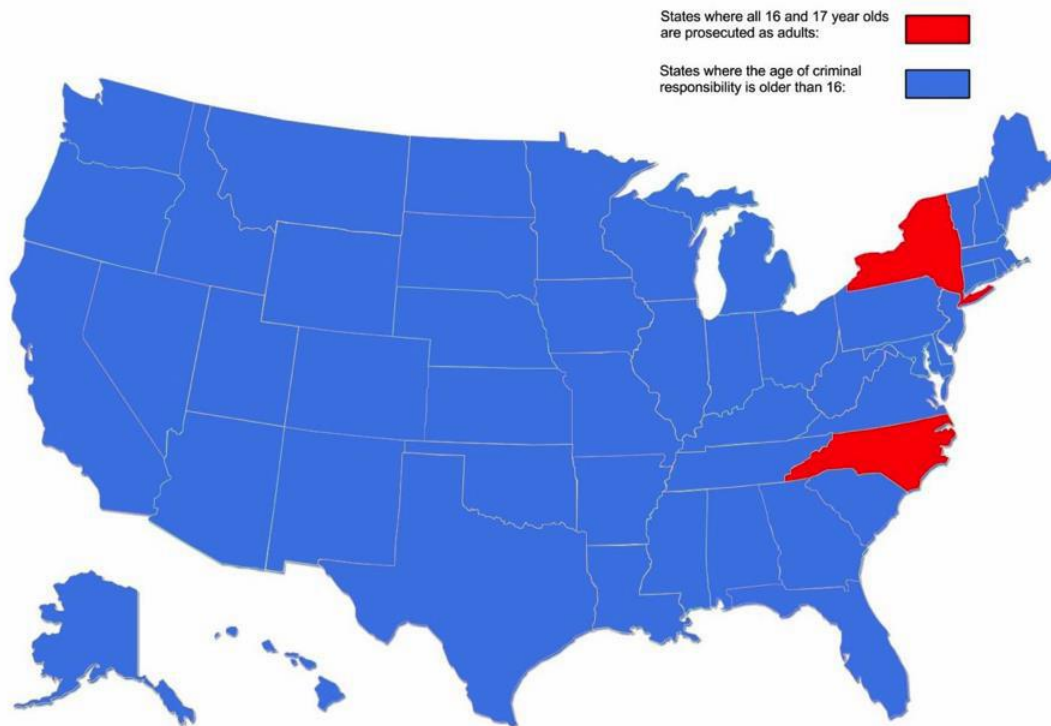 States where all 16 and 17 year olds
are prosecuted as adults:
States where the age of criminal
responsibility is older than 16: